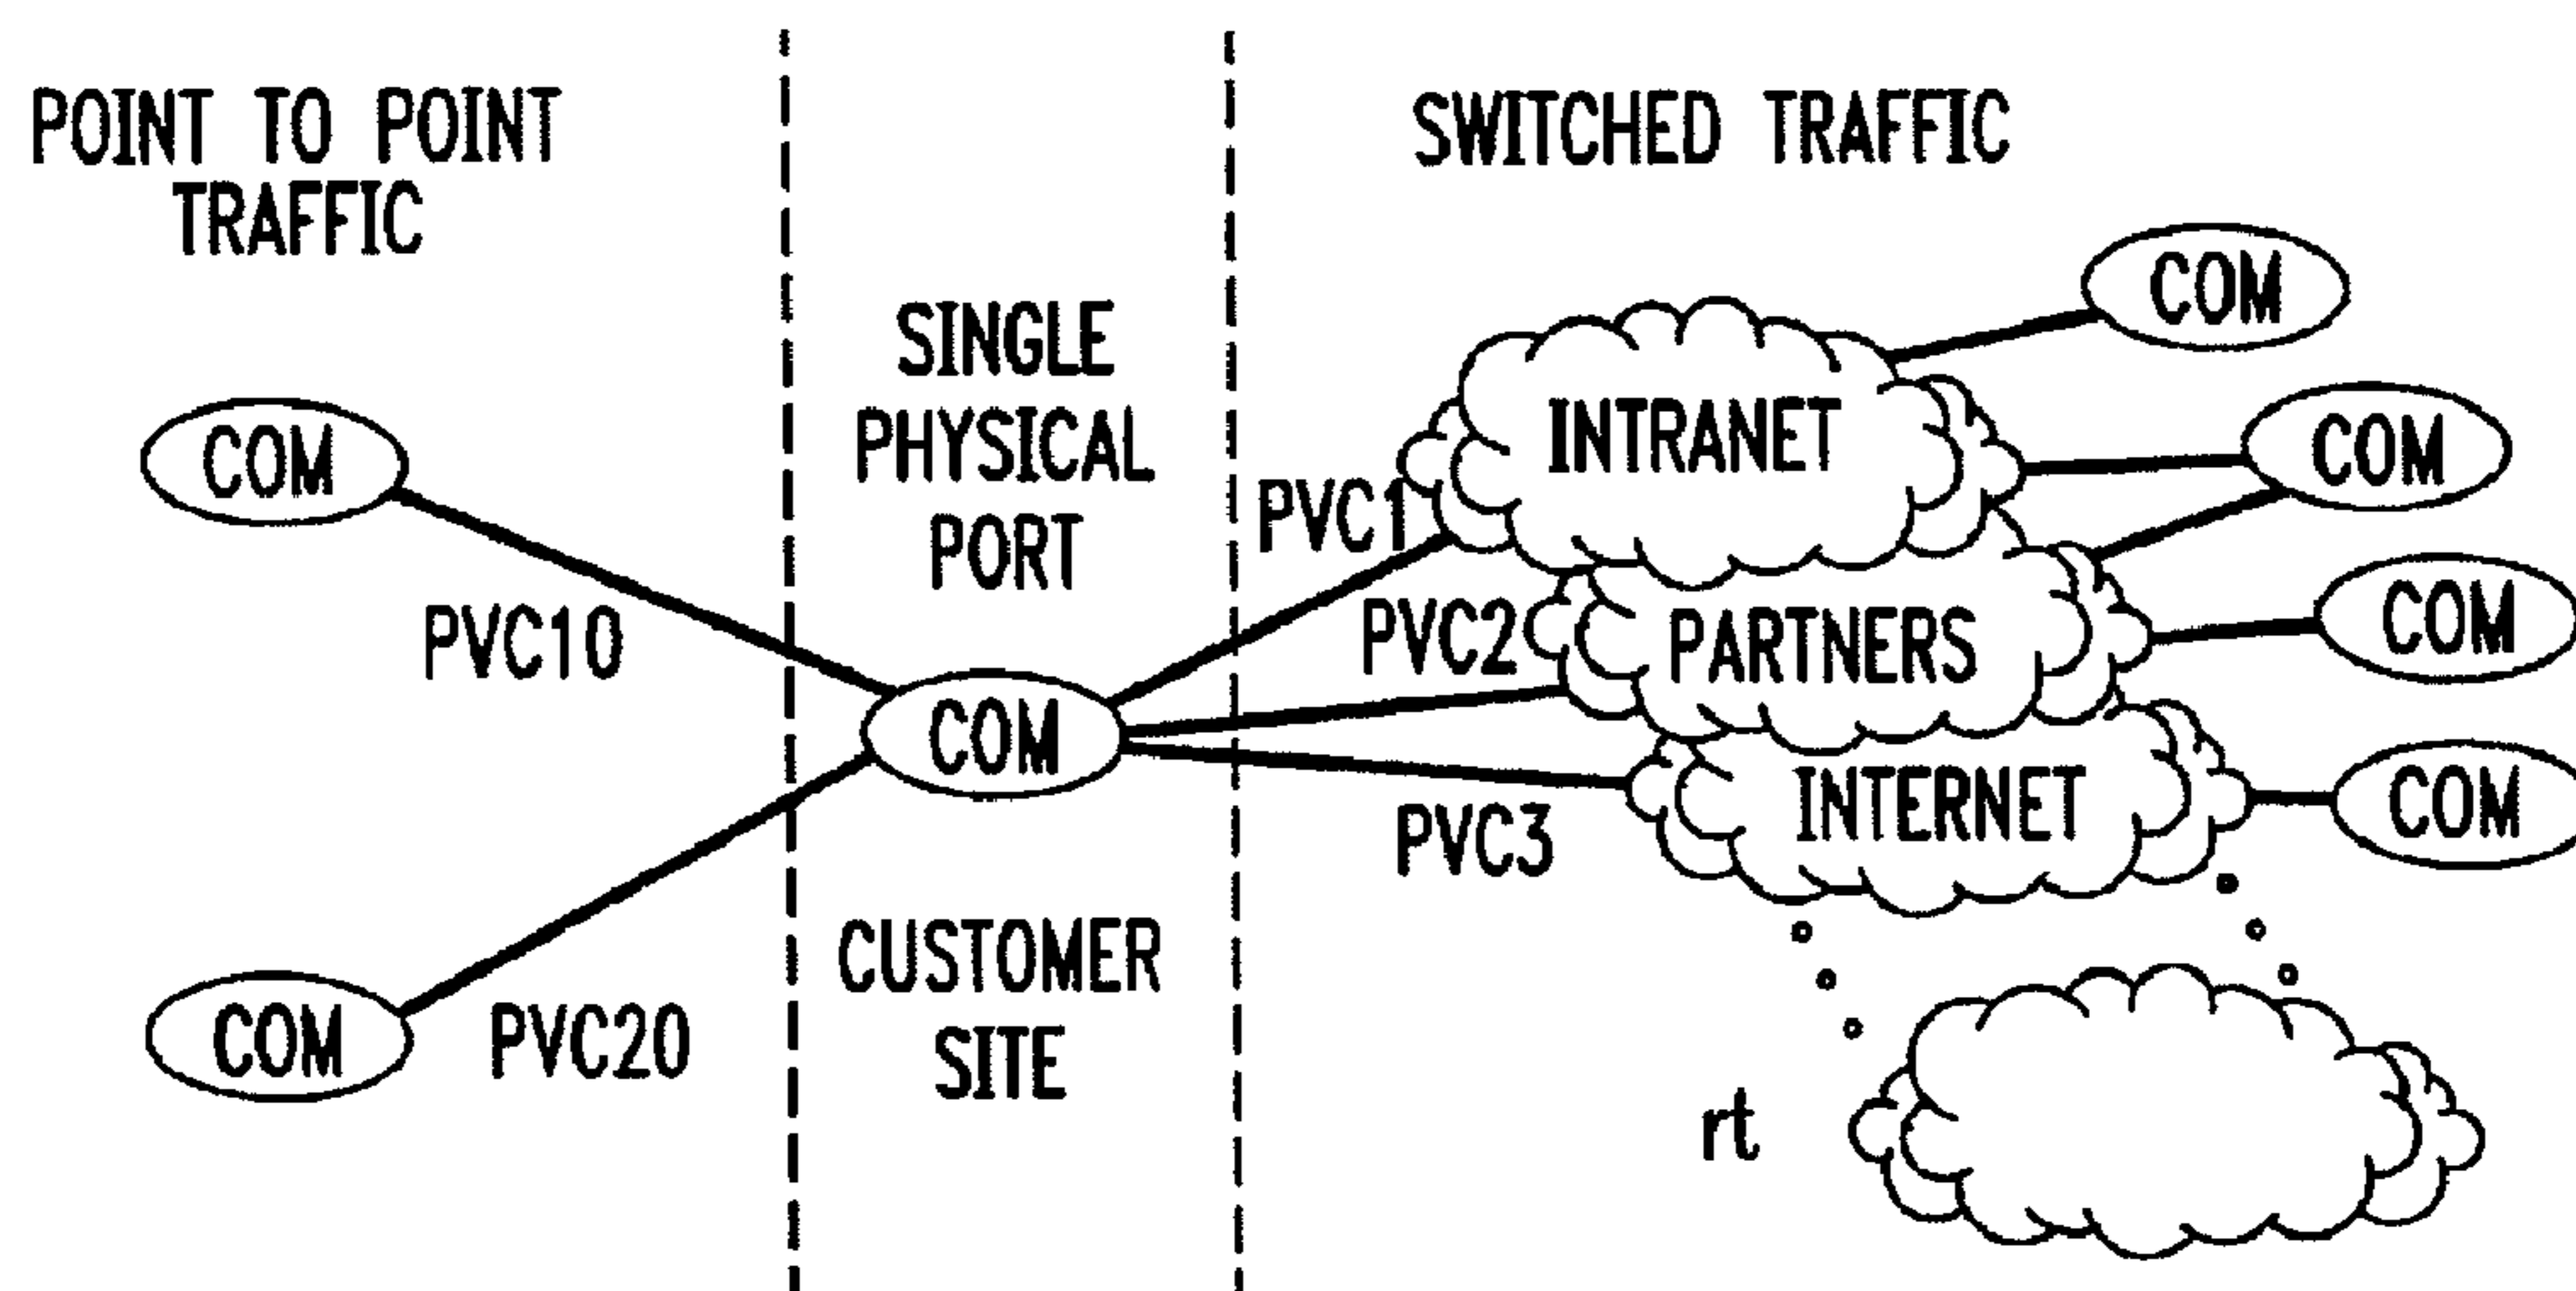 POINT TO POINT
TRAFFIC
SWITCHED TRAFFIC
SINGLE
PHYSICAL
PORT
CUSTOMER
SITE
COM
COM
PVC10
PVC20
COM
PVC1
PVC2
PVC3
INTRANET
PARTNERS
INTERNET
COM
COM
COM
COM
rt